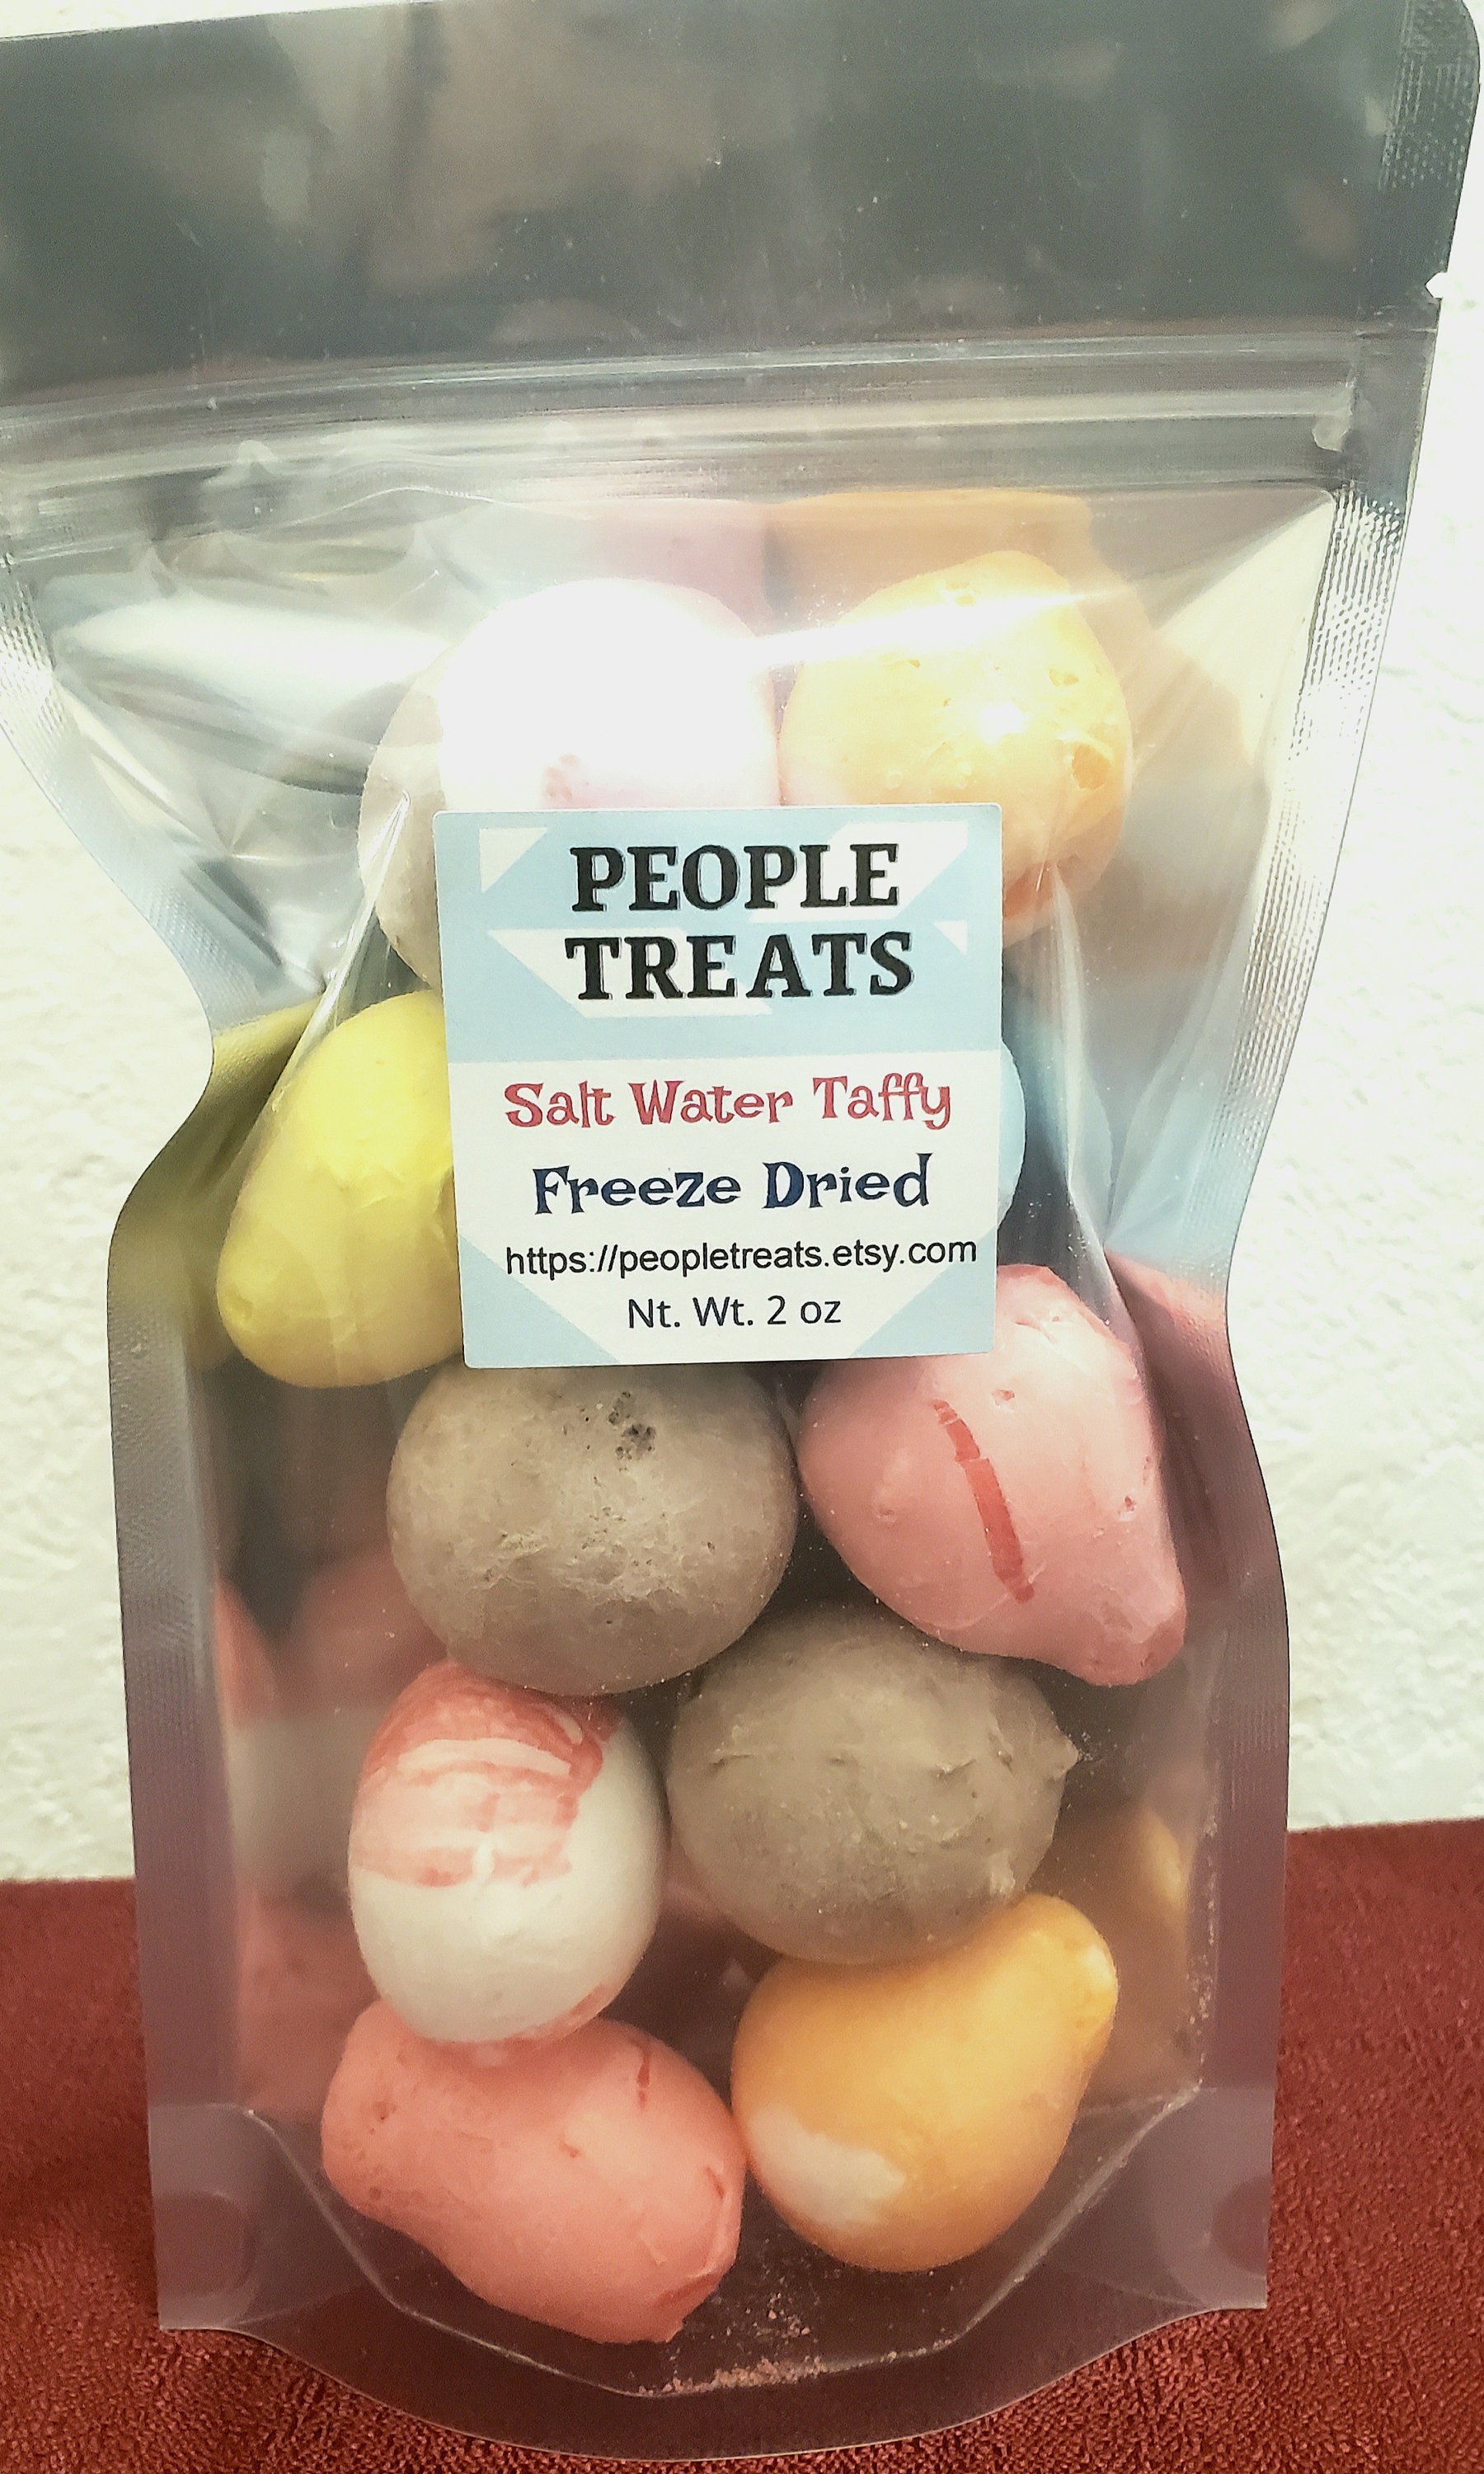 PEOPLE
TREATS
Salt Water Taffy
Freeze Dried
https://peopletreats.etsy.com
Nt. Wt. 2 oz